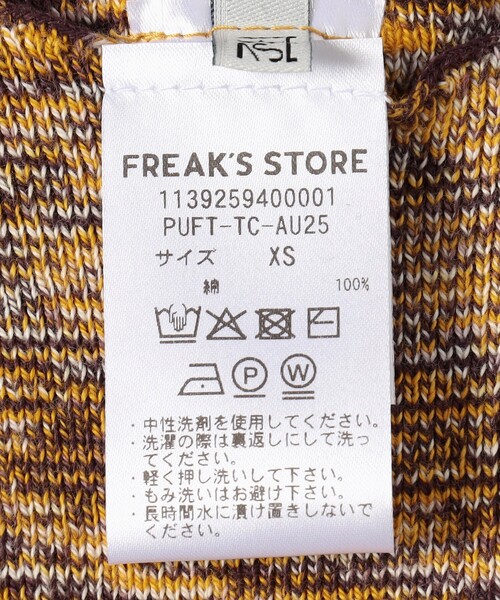 FREAK'S STORE
1139259400001
PUFT-TC-AU25
サイズ XS
綿 100%
P W
・中性洗剤を使用してください。
・洗濯の際は裏返しにして洗っ
てください。
・軽く押し洗いして下さい。
・もみ洗いはお避け下さい。
・長時間水に漬け置きしないで
ください。